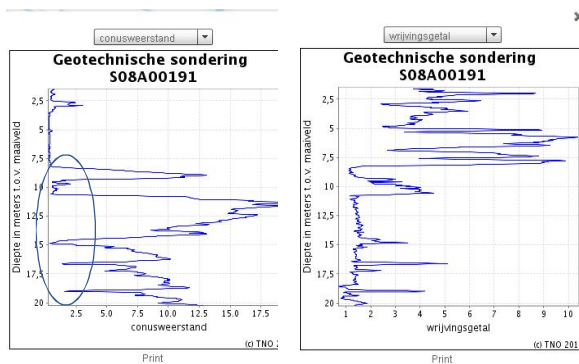 conusweerstand
Geotechnische sondering
S08A00191
Diepte in meters t.o.v. maaiveld
2,5
5
7,5
10
12,5
15
17,5
20
2.5 5.0 7.5 10.0 12.5 15.0 17.5
conusweerstand
(c) TNO 2
Print
wrijvingsgetal
Geotechnische sondering
S08A00191
Diepte in meters t.o.v. maaiveld
2,5
5
7,5
10
12,5
15
17,5
20
1 2 3 4 5 6 7 8 9 10
wrijvingsgetal
(c) TNO 201
Print